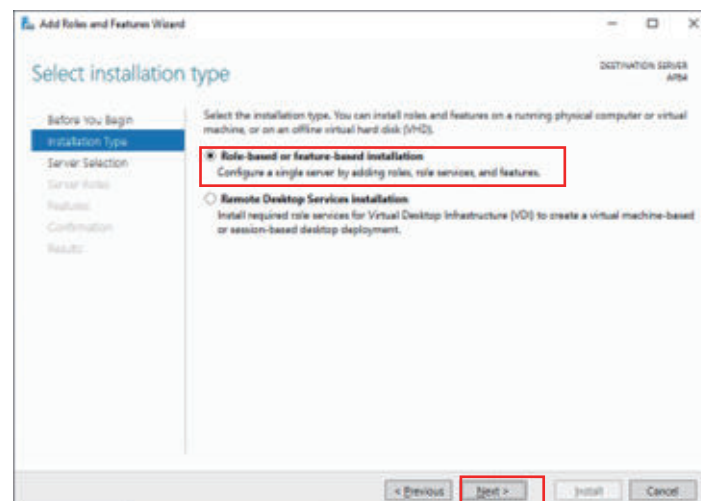 Add Roles and Features Wizard
Select installation type
DESTINATION SERVER
Before You Begin
Installation Type
Server Selection
Server Roles
Features
Confirmation
Results
Select the installation type. You can install roles and features on a running physical computer or virtual
machine, or on an offline virtual hard disk (VHD).
Role-based or feature-based installation
Configure a single server by adding roles, role services, and features.
Remote Desktop Services installation
Install required role services for Virtual Desktop Infrastructure (VDI) to create a virtual machine-based
or session-based desktop deployment.
< Previous
Next >
Install
Cancel